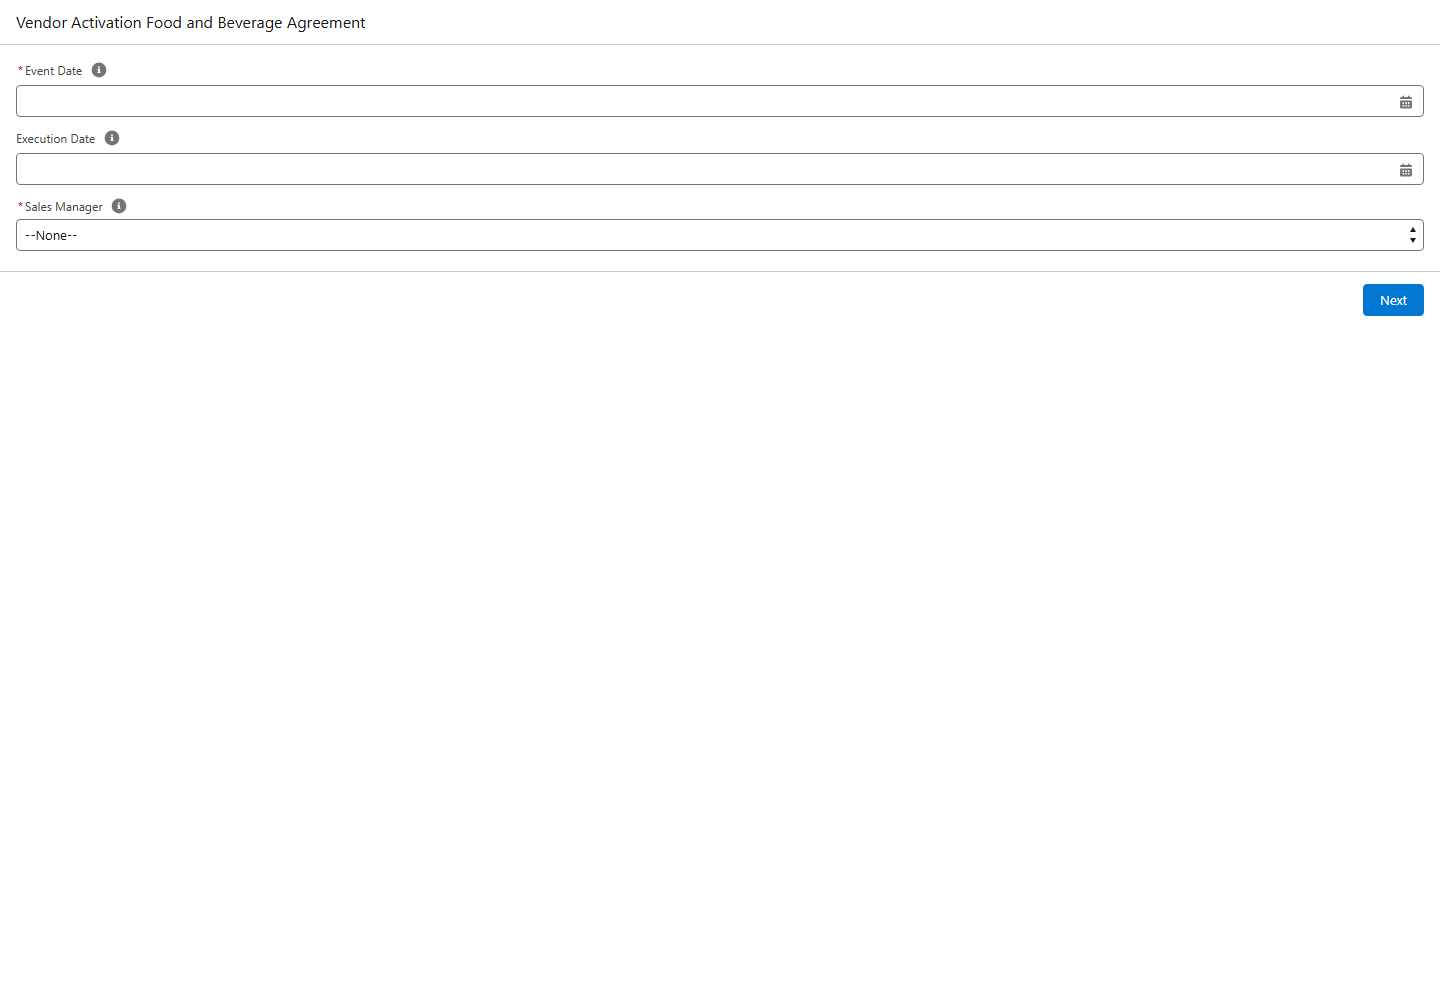 Vendor Activation Food and Beverage Agreement
*Event Date
Execution Date
*Sales Manager
--None--
Next